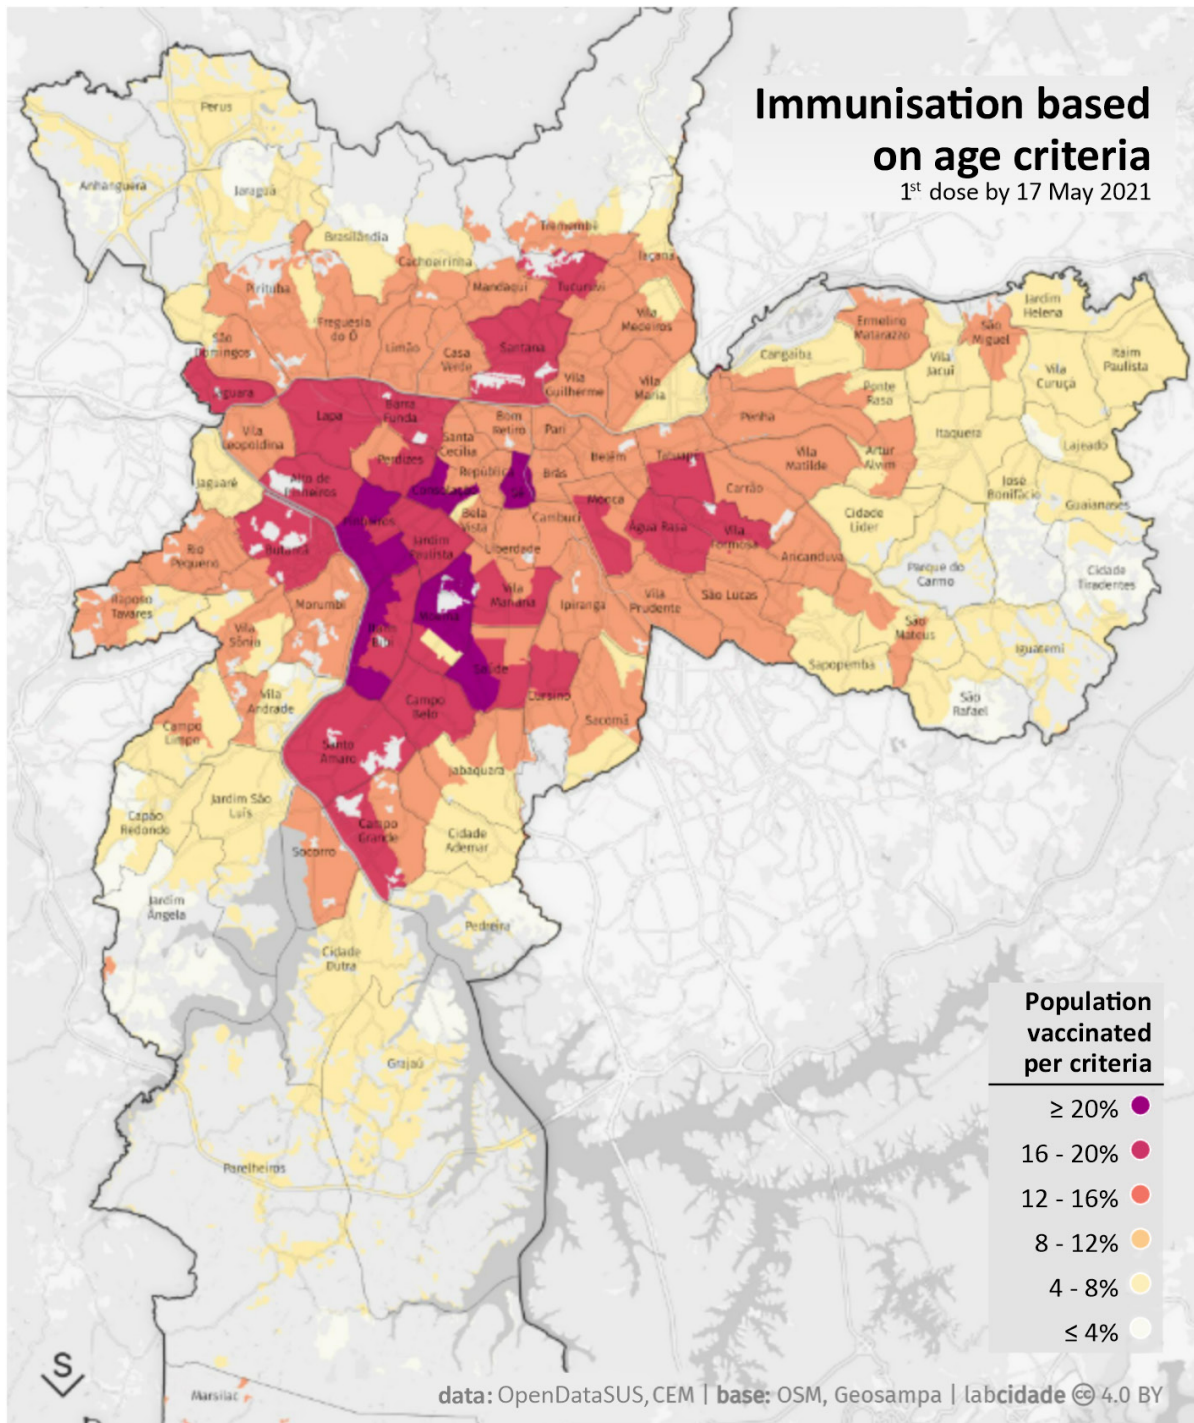 Immunisation based
on age criteria
1st dose by 17 May 2021
Perus
Anhanguera
Jaraguá
Brasilândia
Tremembé
Cachoeirinha
Jaçanã
Pirituba
Mandaqui
Tucuruvi
Jardim
Helena
Vila
Medeiros
Ermelino
Matarazzo
São
Miguel
Freguesia
do Ó
São
Domingos
Limão
Casa
Verde
Santana
Cangaíba
Vila
Jacuí
Itaim
Paulista
Vila
Curuçá
Jaguara
Vila
Guilherme
Vila
Maria
Ponte
Rasa
Lapa
Barra
Funda
Bom
Retiro
Pari
Penha
Itaquera
Lajeado
Vila
Leopoldina
Santa
Cecília
Perdizes
República
Belém
Tatuapé
Vila
Matilde
Artur
Alvim
Jaguaré
Alto de
Pinheiros
Consolação
Sé
Brás
Mooca
Carrão
José
Bonifácio
Guaianases
Pinheiros
Bela
Vista
Cambuci
Água Rasa
Vila
Formosa
Cidade
Líder
Butantã
Jardim
Paulista
Liberdade
Aricanduva
Rio
Pequeno
Parque do
Carmo
Cidade
Tiradentes
Raposo
Tavares
Morumbi
Moema
Vila
Mariana
Ipiranga
Vila
Prudente
São Lucas
Vila
Sônia
Itaim
Bibi
São
Mateus
Iguatemi
Sapopemba
Saúde
Vila
Andrade
Campo
Belo
Cursino
São
Rafael
Sacomã
Campo
Limpo
Santo
Amaro
Jabaquara
Jardim São
Luís
Capão
Redondo
Campo
Grande
Cidade
Ademar
Socorro
Jardim
Ângela
Pedreira
Cidade
Dutra
Grajaú
Parelheiros
Marsilac
Population
vaccinated
per criteria
≥ 20%
16 - 20%
12 - 16%
8 - 12%
4 - 8%
≤ 4%
S
data: OpenDataSUS,CEM | base: OSM, Geosampa | labcidade cc 4.0 BY